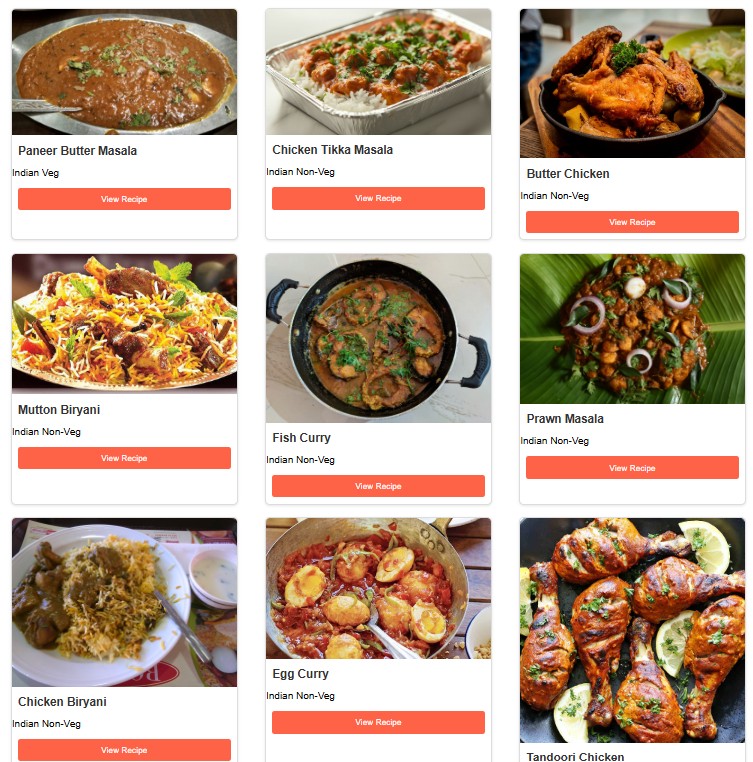 Paneer Butter Masala
Indian Veg
View Recipe
Chicken Tikka Masala
Indian Non-Veg
View Recipe
Butter Chicken
Indian Non-Veg
View Recipe
Mutton Biryani
Indian Non-Veg
View Recipe
Fish Curry
Indian Non-Veg
View Recipe
Prawn Masala
Indian Non-Veg
View Recipe
Chicken Biryani
Indian Non-Veg
View Recipe
Egg Curry
Indian Non-Veg
View Recipe
Tandoori Chicken